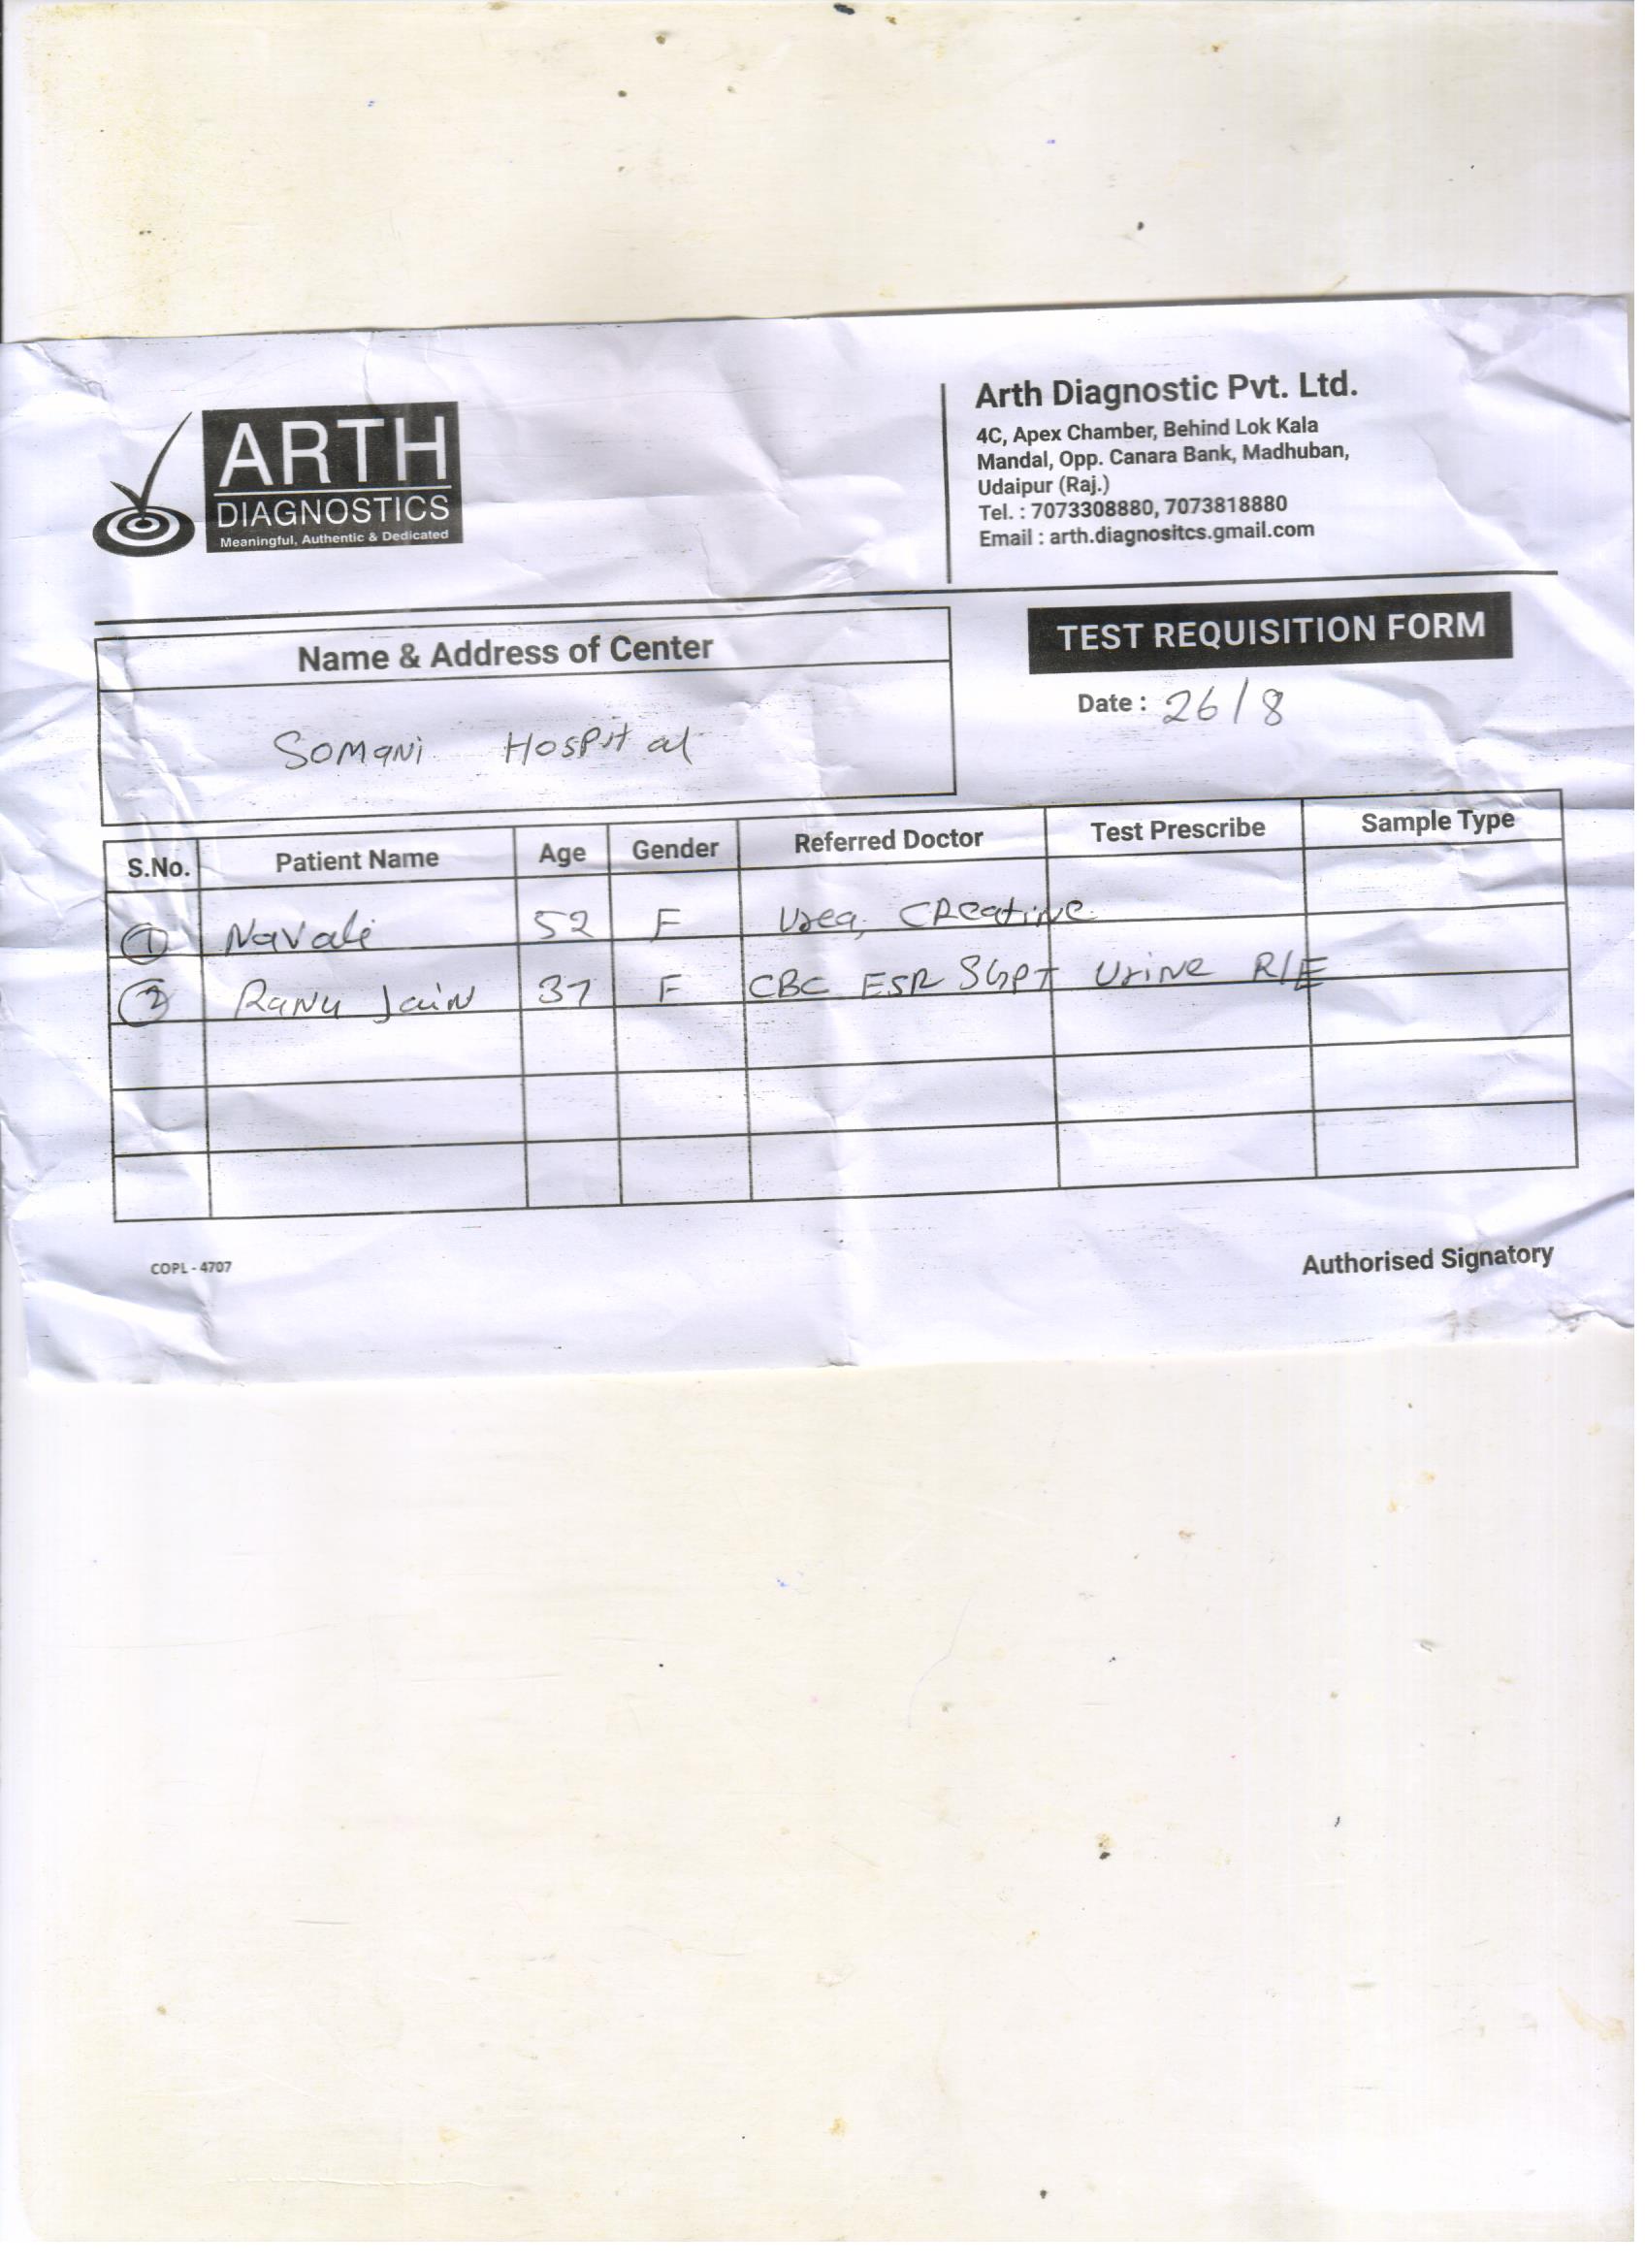 ARTH
DIAGNOSTICS
Meaningful, Authentic & Dedicated
Arth Diagnostic Pvt. Ltd.
4C, Apex Chamber, Behind Lok Kala
Mandal, Opp. Canara Bank, Madhuban,
Udaipur (Raj.)
Tel. : 7073308880, 7073818880
Email : arth.diagnositcs.gmail.com
Name & Address of Center
TEST REQUISITION FORM
Date : 26/8
Somani Hospital
S.No. Patient Name Age Gender Referred Doctor Test Prescribe Sample Type
1 Navali 52 F Urea, Creatine
2 Ranu Jain 37 F CBC ESR SGPT Urine R/E
COPL - 4707
Authorised Signatory